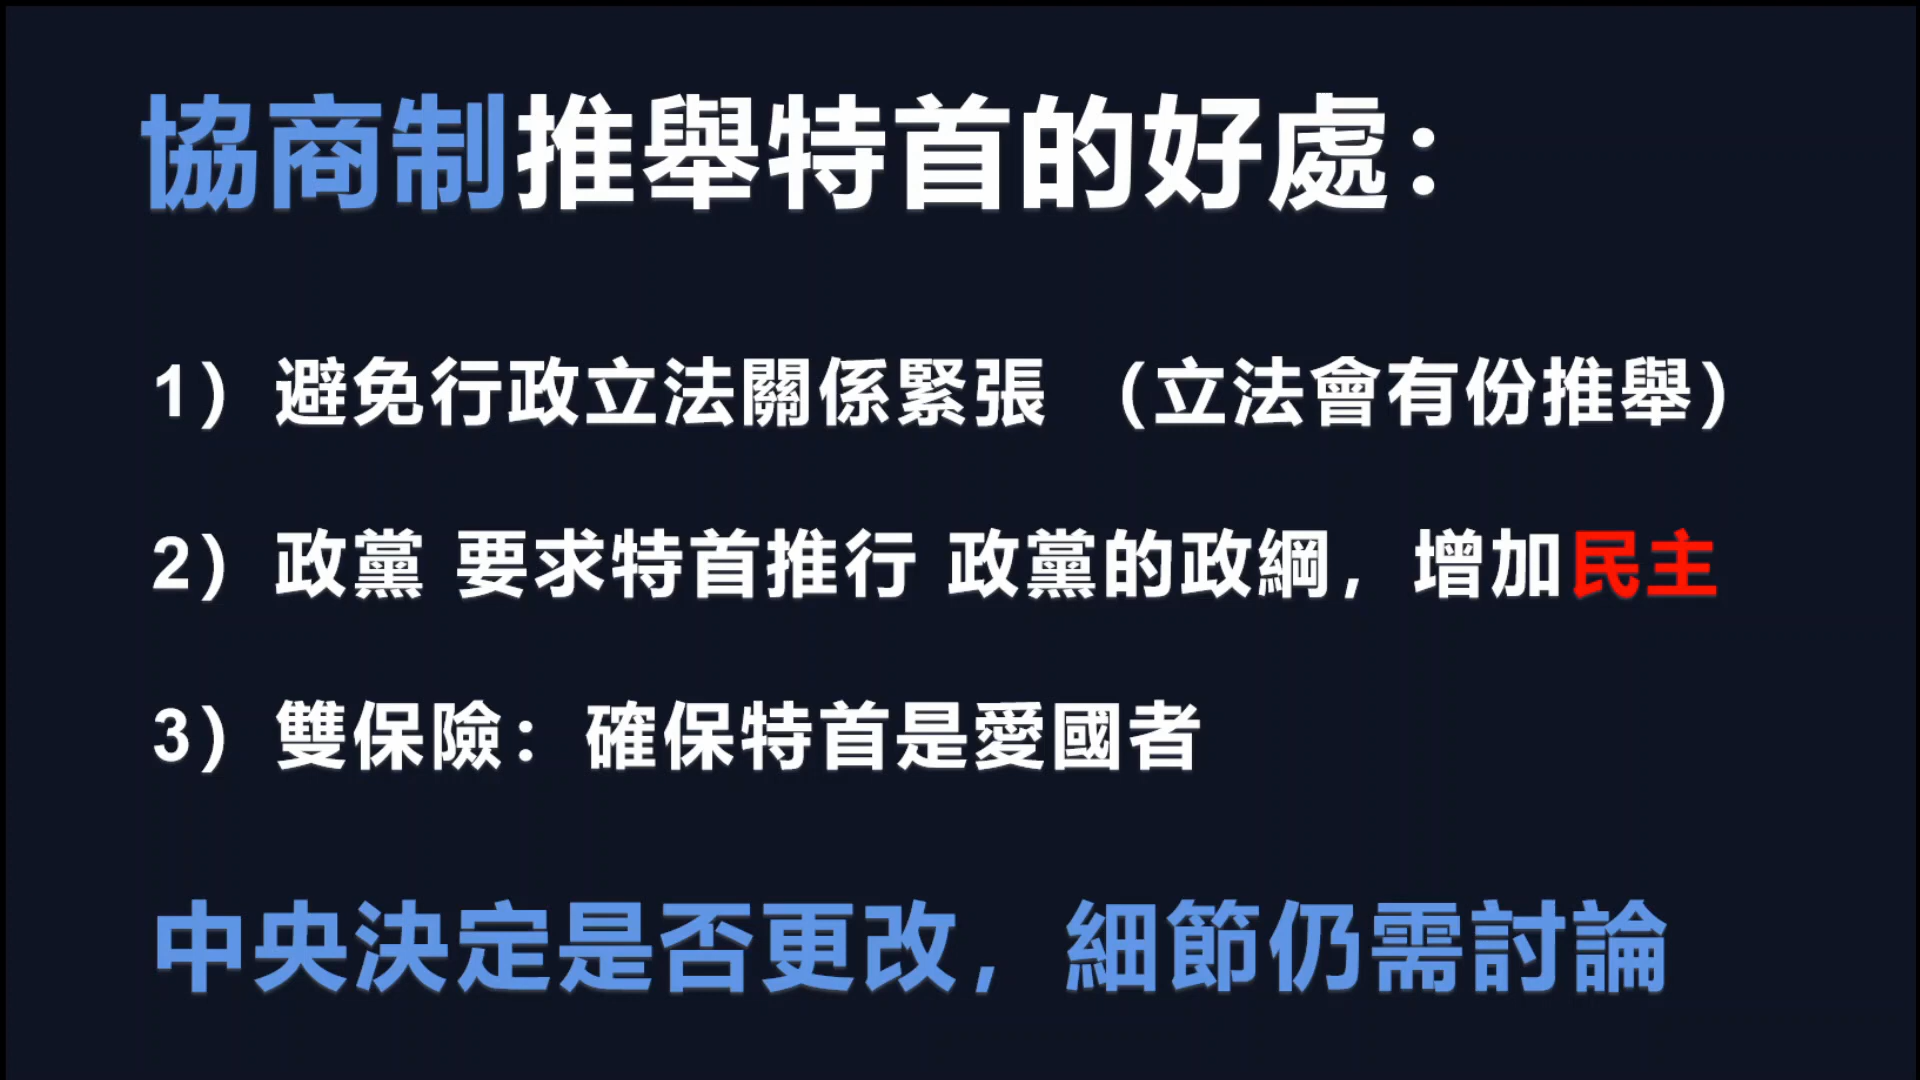 協商制推舉特首的好處：
1）避免行政立法關係緊張 （立法會有份推舉）
2）政黨 要求特首推行 政黨的政綱，增加民主
3）雙保險：確保特首是愛國者
中央決定是否更改，細節仍需討論